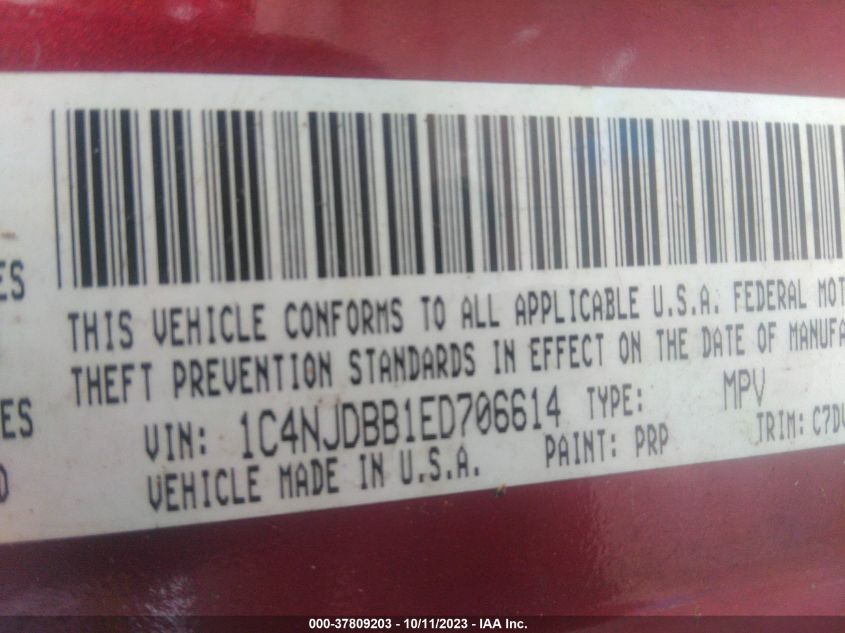 THIS VEHICLE CONFORMS TO ALL APPLICABLE U.S.A. FEDERAL MOT
ES
THEFT PREVENTION STANDARDS IN EFFECT ON THE DATE OF MANUFA
ES
VIN: 1C4NJDBB1ED706614 TYPE: MPV
D
VEHICLE MADE IN U.S.A. PAINT: PRP TRIM: C7DV
000-37809203 - 10/11/2023 - IAA Inc.